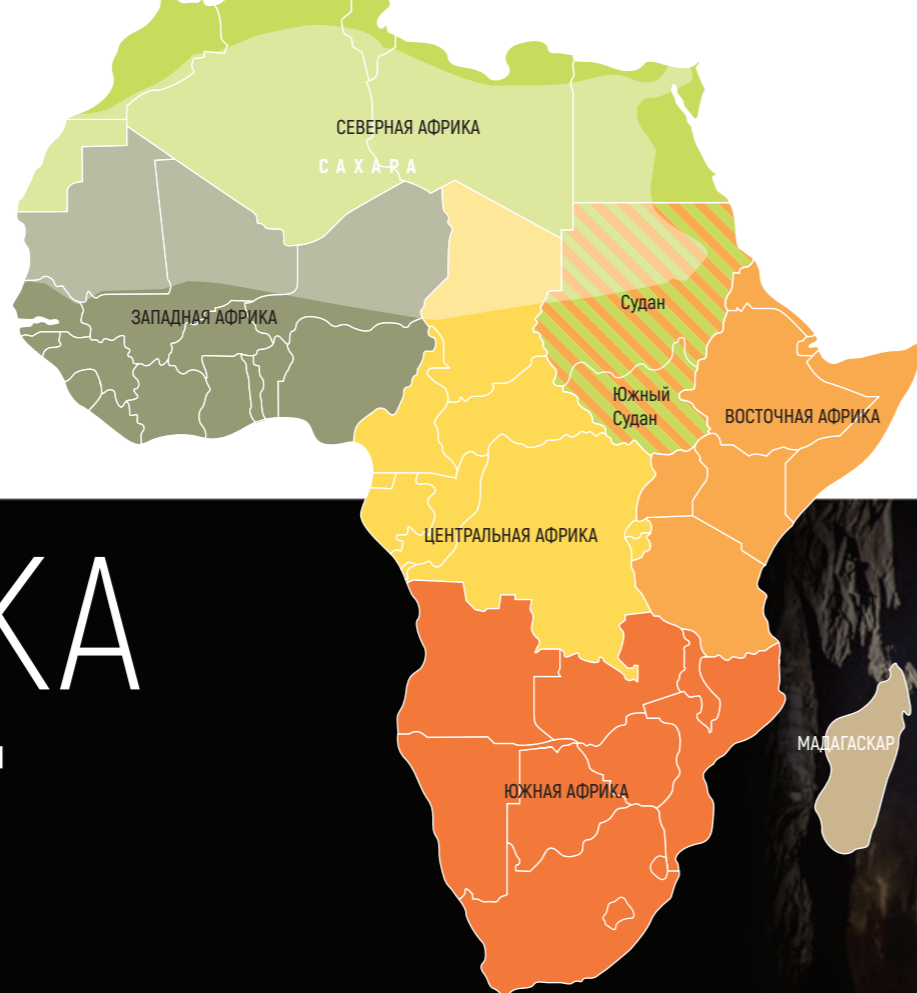 СЕВЕРНАЯ АФРИКА
САХАРА
Судан
ЗАПАДНАЯ АФРИКА
Южный
Судан
ВОСТОЧНАЯ АФРИКА
ЦЕНТРАЛЬНАЯ АФРИКА
КА
МАДАГАСКАР
ЮЖНАЯ АФРИКА